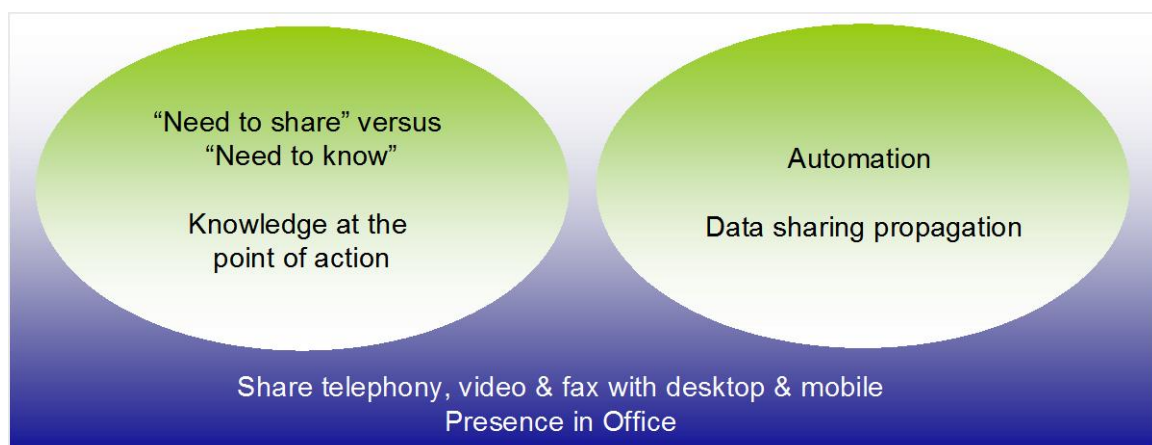 “Need to share” versus
“Need to know”
Knowledge at the
point of action
Automation
Data sharing propagation
Share telephony, video & fax with desktop & mobile
Presence in Office